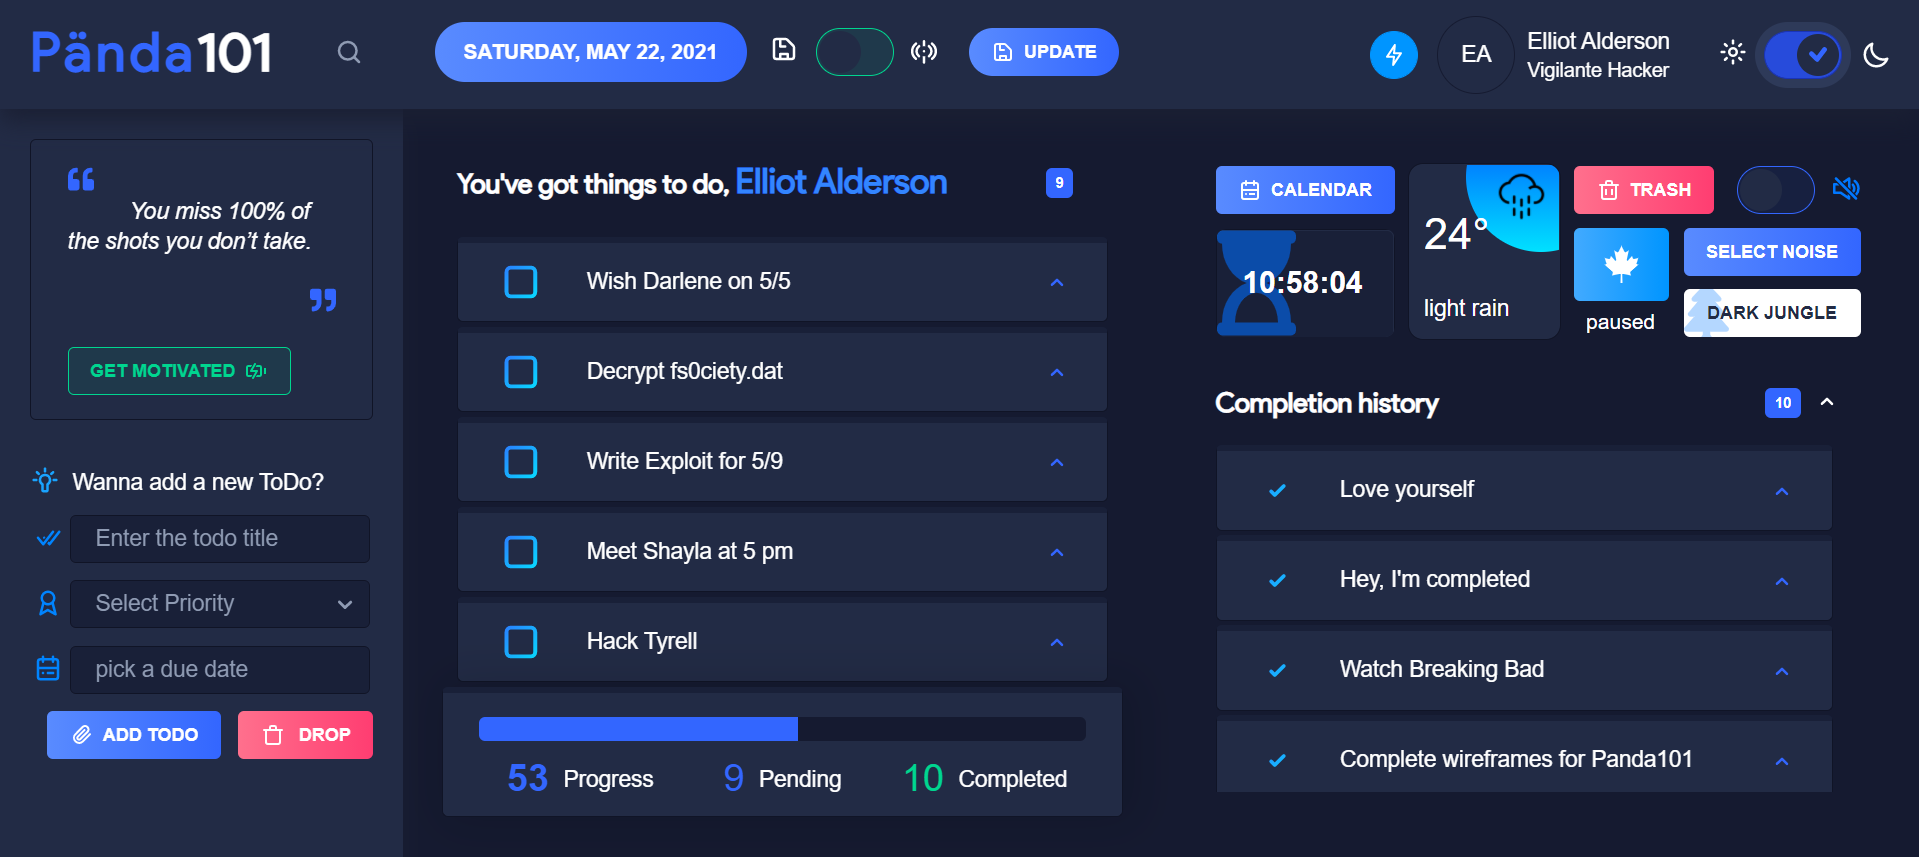 Pända101
SATURDAY, MAY 22, 2021
UPDATE
EA
Elliot Alderson
Vigilante Hacker
“
You miss 100% of
the shots you don’t take.
”
GET MOTIVATED
Wanna add a new ToDo?
Enter the todo title
Select Priority
pick a due date
ADD TODO
DROP
You've got things to do, Elliot Alderson
9
Wish Darlene on 5/5
Decrypt fs0ciety.dat
Write Exploit for 5/9
Meet Shayla at 5 pm
Hack Tyrell
53 Progress
9 Pending
10 Completed
CALENDAR
10:58:04
24°
light rain
TRASH
paused
SELECT NOISE
DARK JUNGLE
Completion history
10
Love yourself
Hey, I'm completed
Watch Breaking Bad
Complete wireframes for Panda101